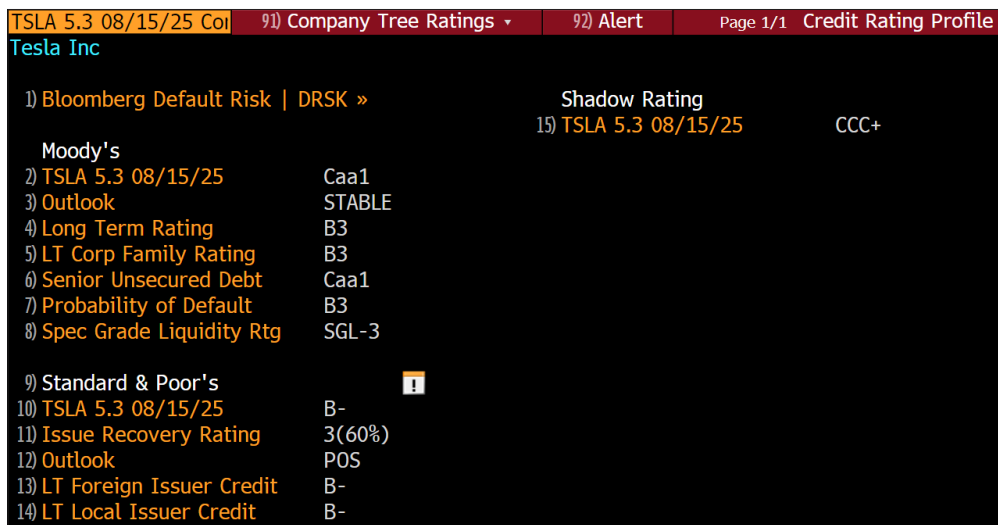 TSLA 5.3 08/15/25 Cor 91) Company Tree Ratings ▾ 92) Alert Page 1/1 Credit Rating Profile
Tesla Inc
1) Bloomberg Default Risk | DRSK » Shadow Rating
15) TSLA 5.3 08/15/25 CCC+
Moody's
2) TSLA 5.3 08/15/25 Caa1
3) Outlook STABLE
4) Long Term Rating B3
5) LT Corp Family Rating B3
6) Senior Unsecured Debt Caa1
7) Probability of Default B3
8) Spec Grade Liquidity Rtg SGL-3
9) Standard & Poor's !
10) TSLA 5.3 08/15/25 B-
11) Issue Recovery Rating 3(60%)
12) Outlook POS
13) LT Foreign Issuer Credit B-
14) LT Local Issuer Credit B-